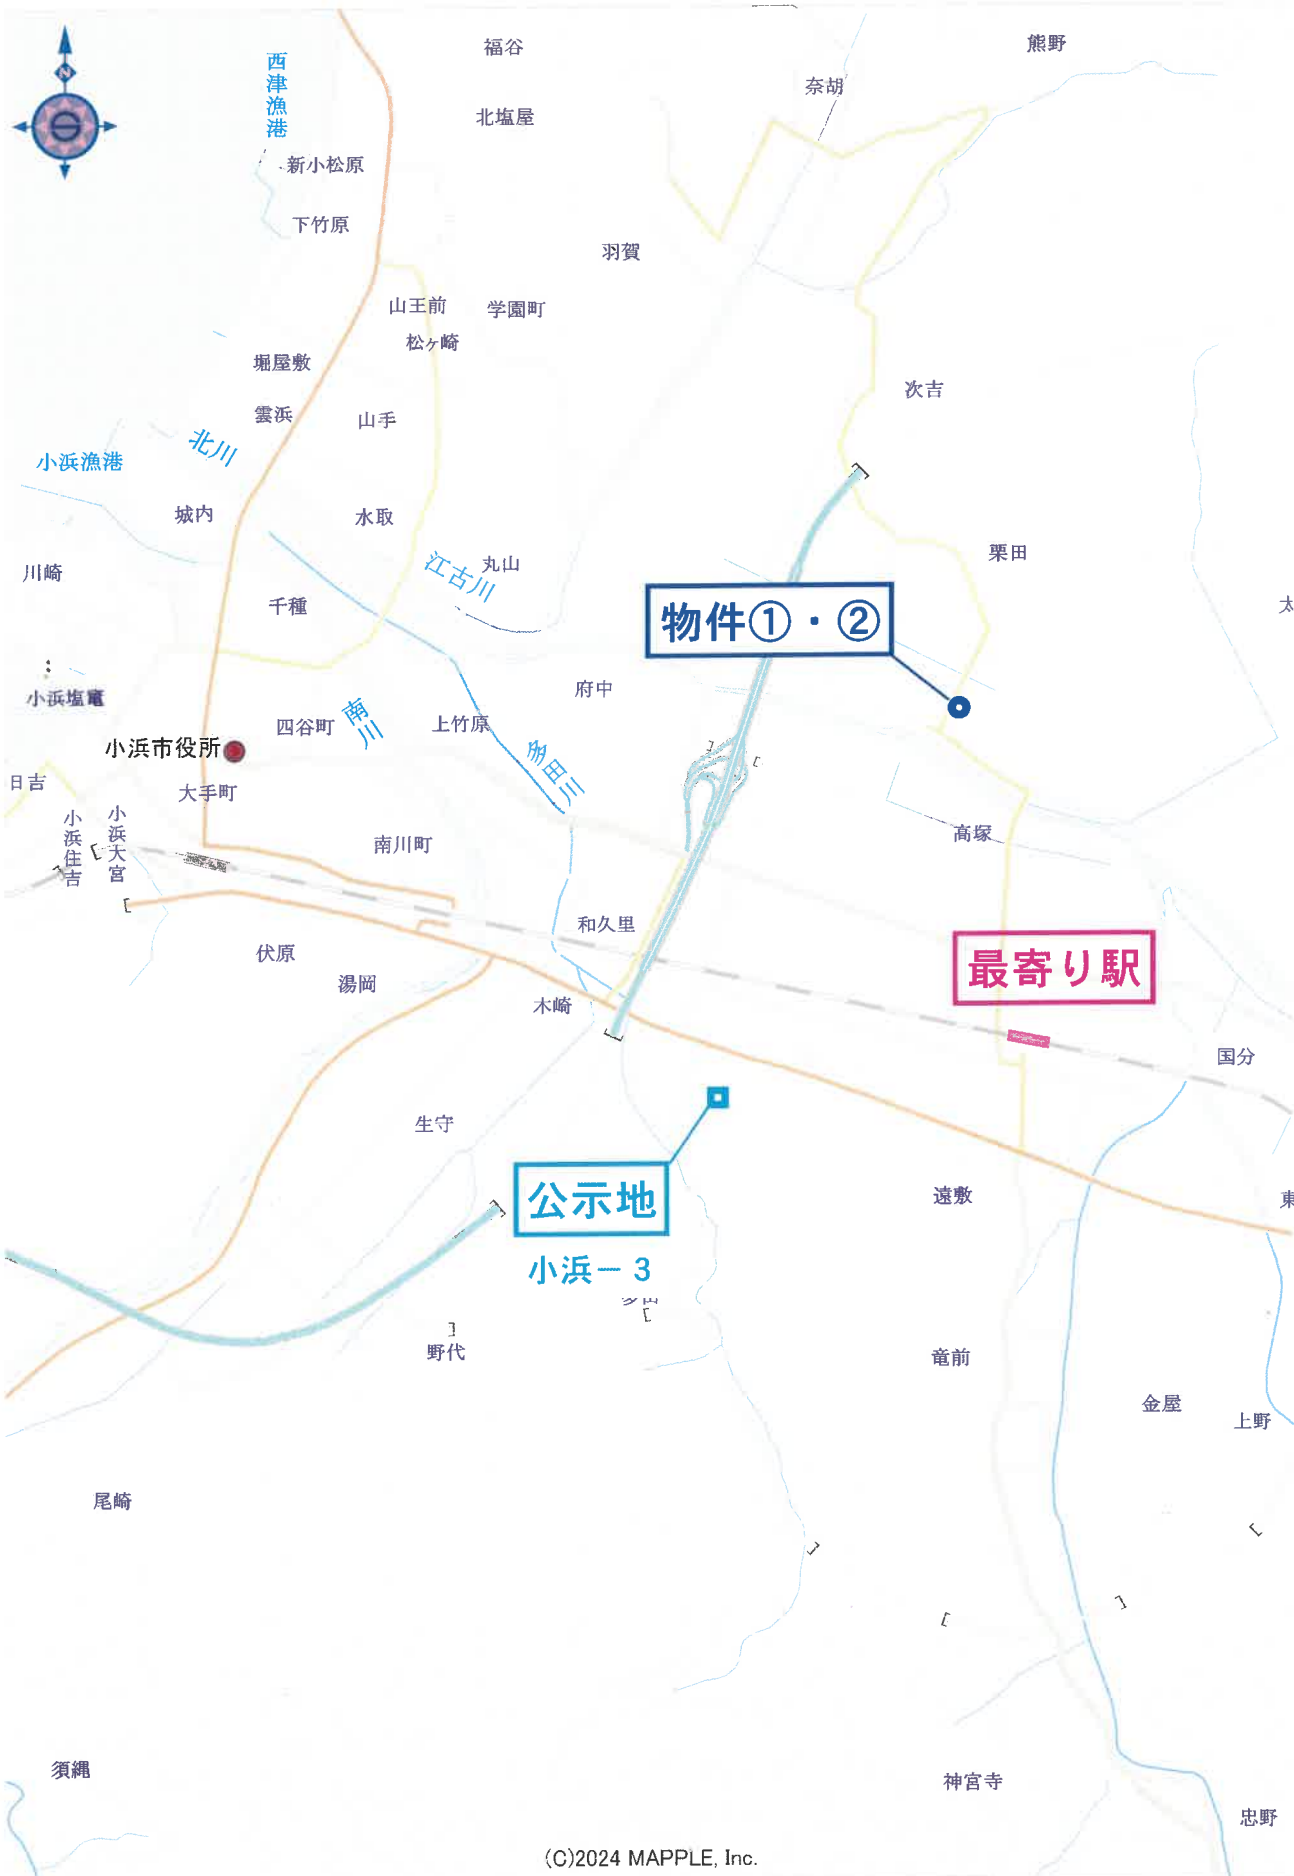 福谷
熊野
西津漁港
奈胡
N
北塩屋
新小松原
下竹原
羽賀
山王前
学園町
松ヶ崎
堀屋敷
次吉
雲浜
山手
北川
小浜漁港
城内
水取
栗田
江古川
丸山
川崎
千種
太
物件①・②
府中
小浜塩竃
四谷町
南川
上竹原
小浜市役所
多田川
日吉
大手町
小浜住吉
小浜大宮
高塚
南川町
和久里
伏原
最寄り駅
湯岡
木崎
国分
生守
公示地
遠敷
東
小浜－3
多田
野代
竜前
金屋
上野
尾崎
須縄
神宮寺
忠野
(C)2024 MAPPLE, Inc.